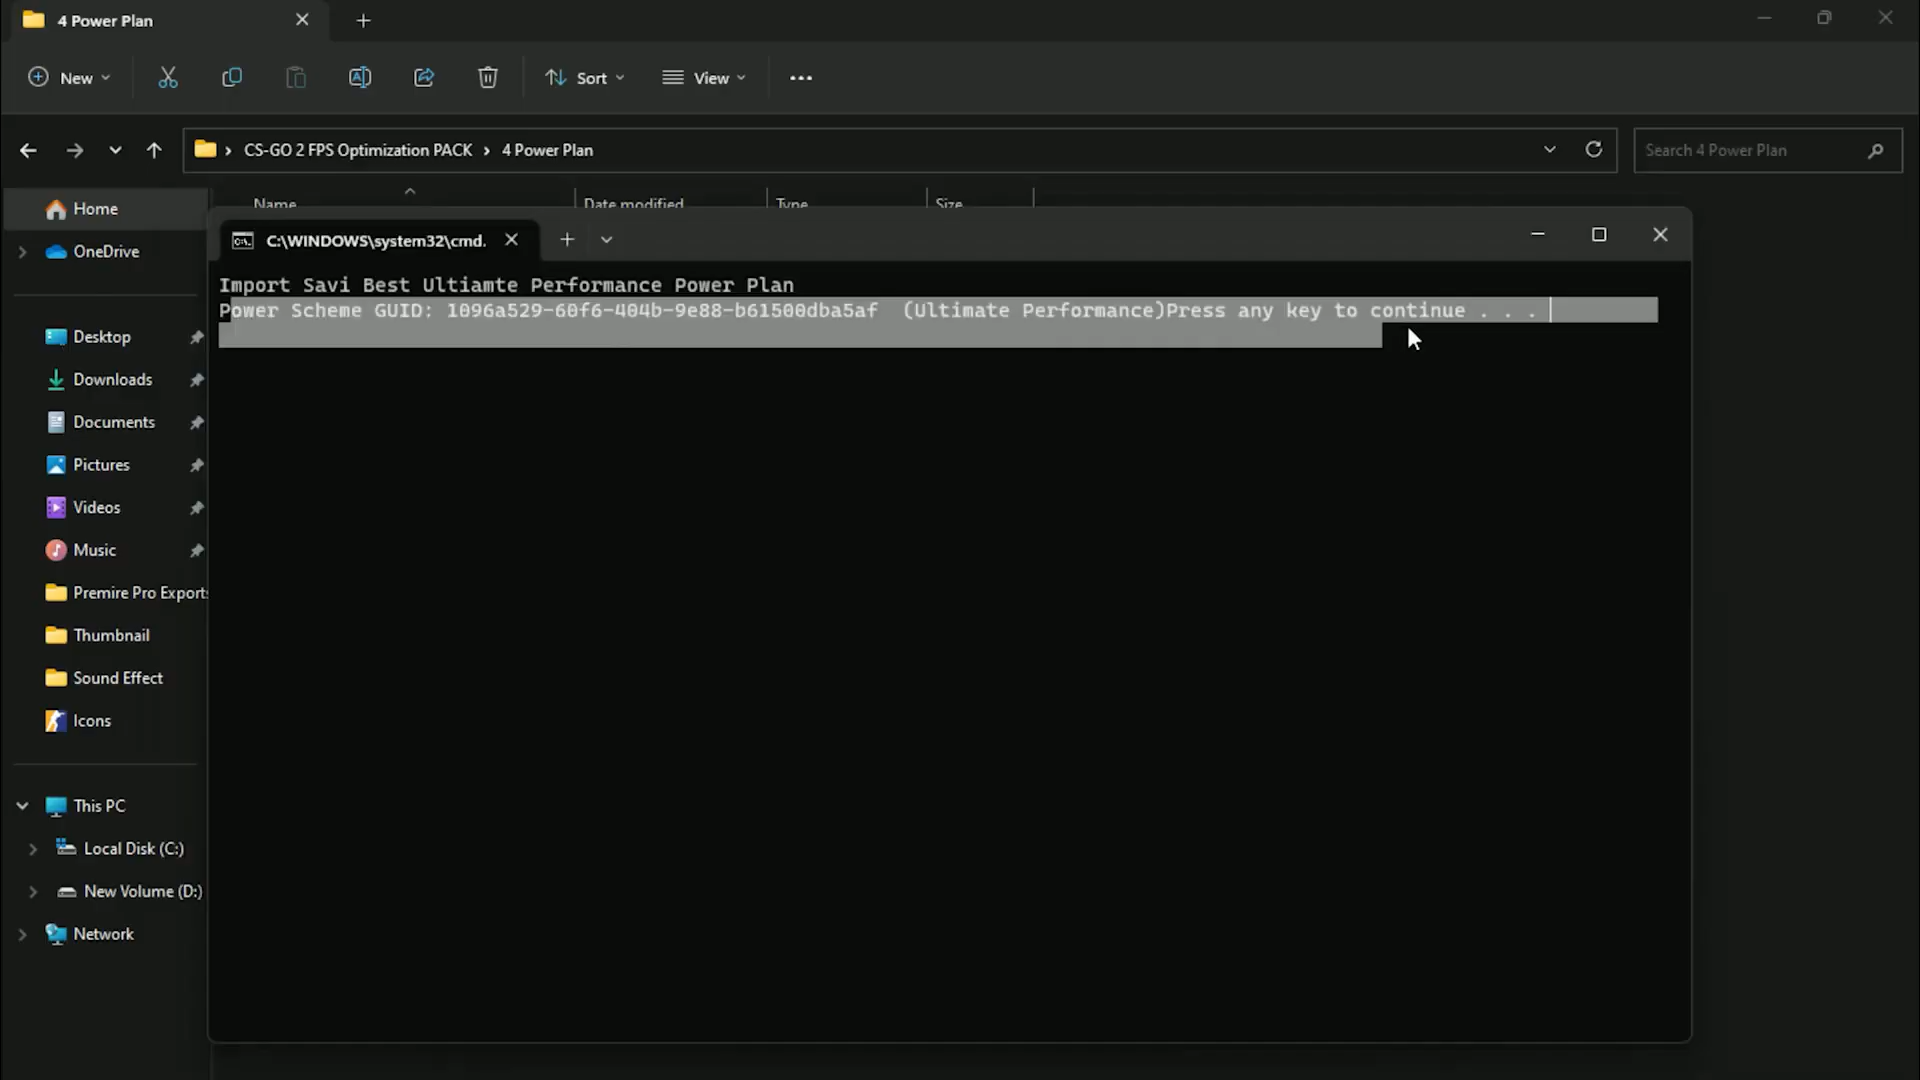 4 Power Plan
New
Sort
View
CS-GO 2 FPS Optimization PACK > 4 Power Plan
Search 4 Power Plan
Name
Date modified
Type
Size
Home
OneDrive
C:\WINDOWS\system32\cmd.
Import Savi Best Ultiamte Performance Power Plan
Power Scheme GUID: 1096a529-60f6-404b-9e88-b61500dba5af (Ultimate Performance)Press any key to continue . . .
Desktop
Downloads
Documents
Pictures
Videos
Music
Premire Pro Exports
Thumbnail
Sound Effect
Icons
This PC
Local Disk (C:)
New Volume (D:)
Network